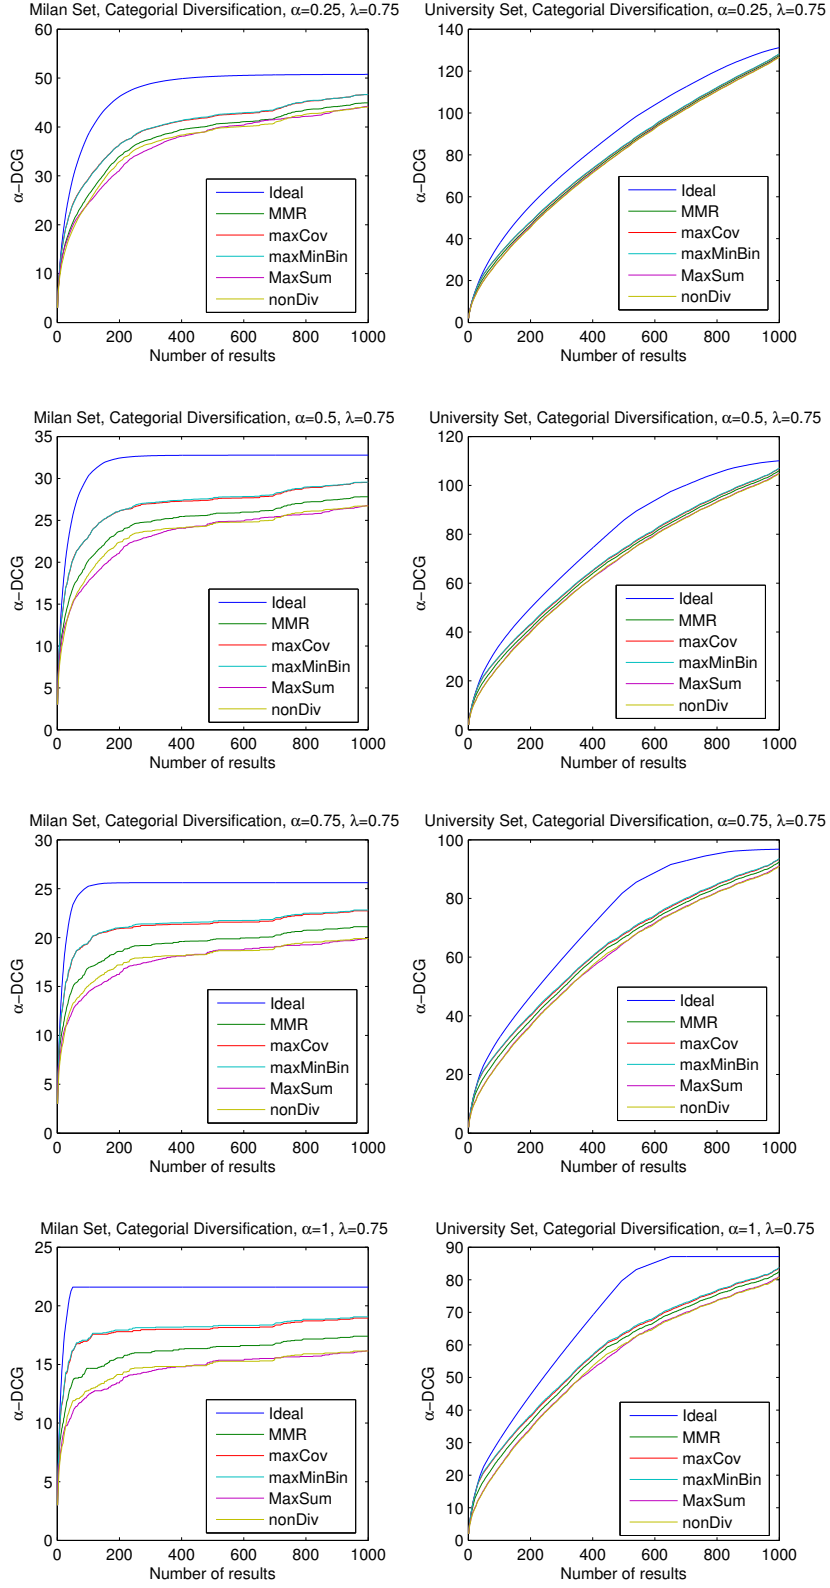 Milan Set, Categorial Diversification, α=0.25, λ=0.75
60
50
40
30
20
10
0
α−DCG
0 200 400 600 800 1000
Number of results
Ideal
MMR
maxCov
maxMinBin
MaxSum
nonDiv
University Set, Categorial Diversification, α=0.25, λ=0.75
140
120
100
80
60
40
20
0
α−DCG
0 200 400 600 800 1000
Number of results
Ideal
MMR
maxCov
maxMinBin
MaxSum
nonDiv
Milan Set, Categorial Diversification, α=0.5, λ=0.75
35
30
25
20
15
10
5
0
α−DCG
0 200 400 600 800 1000
Number of results
Ideal
MMR
maxCov
maxMinBin
MaxSum
nonDiv
University Set, Categorial Diversification, α=0.5, λ=0.75
120
100
80
60
40
20
0
α−DCG
0 200 400 600 800 1000
Number of results
Ideal
MMR
maxCov
maxMinBin
MaxSum
nonDiv
Milan Set, Categorial Diversification, α=0.75, λ=0.75
30
25
20
15
10
5
0
α−DCG
0 200 400 600 800 1000
Number of results
Ideal
MMR
maxCov
maxMinBin
MaxSum
nonDiv
University Set, Categorial Diversification, α=0.75, λ=0.75
100
80
60
40
20
0
α−DCG
0 200 400 600 800 1000
Number of results
Ideal
MMR
maxCov
maxMinBin
MaxSum
nonDiv
Milan Set, Categorial Diversification, α=1, λ=0.75
25
20
15
10
5
0
α−DCG
0 200 400 600 800 1000
Number of results
Ideal
MMR
maxCov
maxMinBin
MaxSum
nonDiv
University Set, Categorial Diversification, α=1, λ=0.75
90
80
70
60
50
40
30
20
10
0
α−DCG
0 200 400 600 800 1000
Number of results
Ideal
MMR
maxCov
maxMinBin
MaxSum
nonDiv